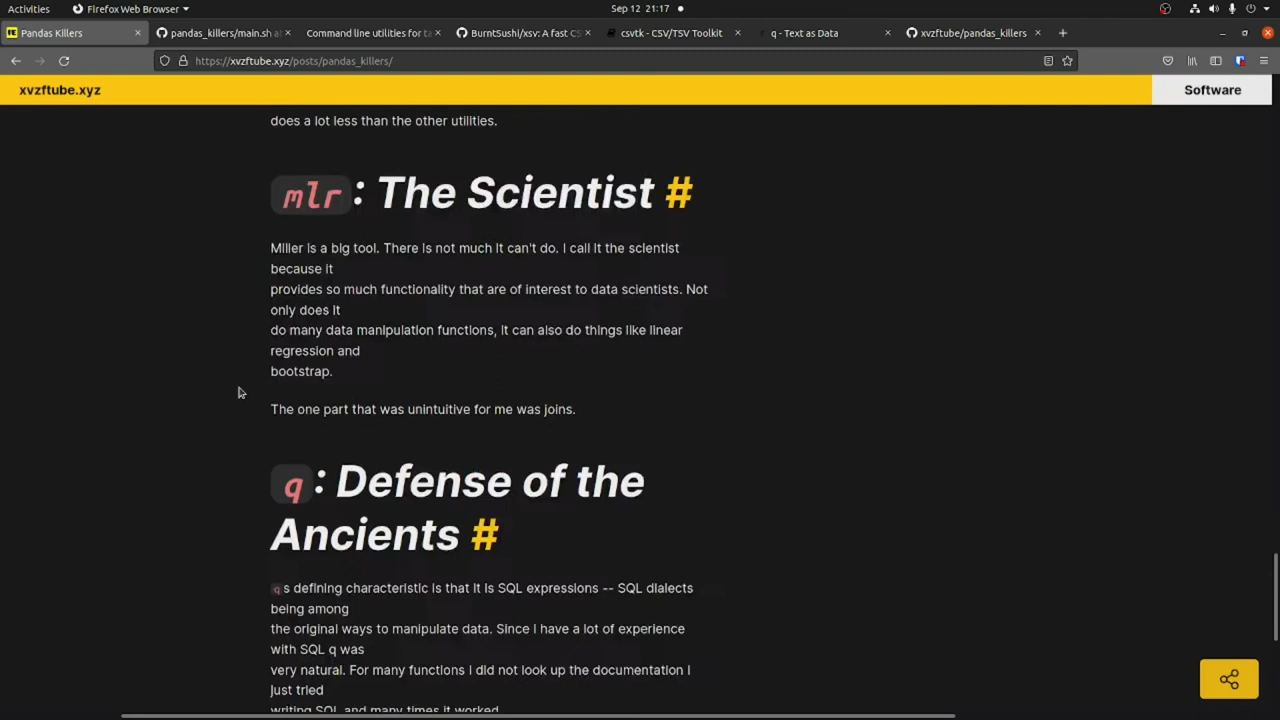 Activities
Firefox Web Browser
Sep 12 21:17
Pandas Killers
pandas_killers/main.sh a
Command line utilities for ta
BurntSushi/xsv: A fast CS
csvtk - CSV/TSV Toolkit
q - Text as Data
xvzftube/pandas_killers
https://xvzftube.xyz/posts/pandas_killers/
xvzftube.xyz
Software
does a lot less than the other utilities.
mlr: The Scientist #
Miller is a big tool. There is not much it can't do. I call it the scientist
because it
provides so much functionality that are of interest to data scientists. Not
only does it
do many data manipulation functions, it can also do things like linear
regression and
bootstrap.
The one part that was unintuitive for me was joins.
q: Defense of the
Ancients #
qs defining characteristic is that it is SQL expressions -- SQL dialects
being among
the original ways to manipulate data. Since I have a lot of experience
with SQL q was
very natural. For many functions I did not look up the documentation I
just tried
writing SQL and many times it worked